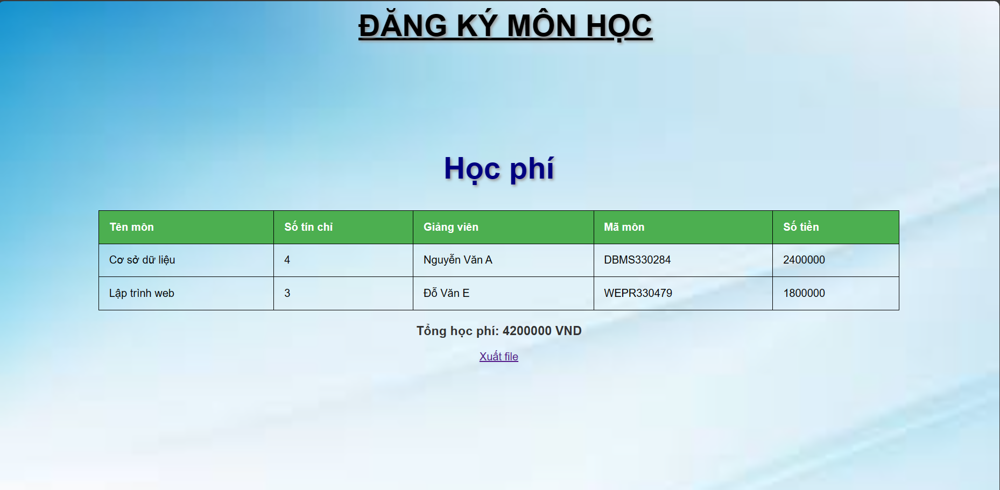 ĐĂNG KÝ MÔN HỌC
Học phí
Tên môn Số tín chỉ Giảng viên Mã môn Số tiền
Cơ sở dữ liệu 4 Nguyễn Văn A DBMS330284 2400000
Lập trình web 3 Đỗ Văn E WEPR330479 1800000
Tổng học phí: 4200000 VND
Xuất file